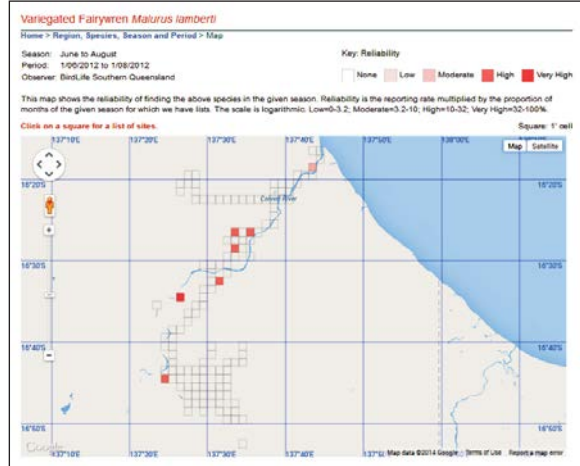 Variegated Fairywren Malurus lamberti
Home > Region, Species, Season and Period > Map
Season: June to August
Period: 1/06/2012 to 1/08/2012
Observer: BirdLife Southern Queensland
Key: Reliability
None Low Moderate High Very High
This map shows the reliability of finding the above species in the given season. Reliability is the reporting rate multiplied by the proportion of
months of the given season for which we have lists. The scale is logarithmic. Low=0-3.2; Moderate=3.2-10; High=10-32; Very High=32-100%.
Click on a square for a list of sites.
Square: 1' cell
137°10'E 137°20'E 137°30'E 137°40'E 137°50'E 138°00'E
Map Satellite
16°20'S 16°20'S
Calvert River
16°30'S 16°30'S
16°40'S 16°40'S
16°50'S 16°50'S
Google
137°10'E 137°20'E 137°30'E 137°40'E
Map data ©2014 Google Terms of Use Report a map error